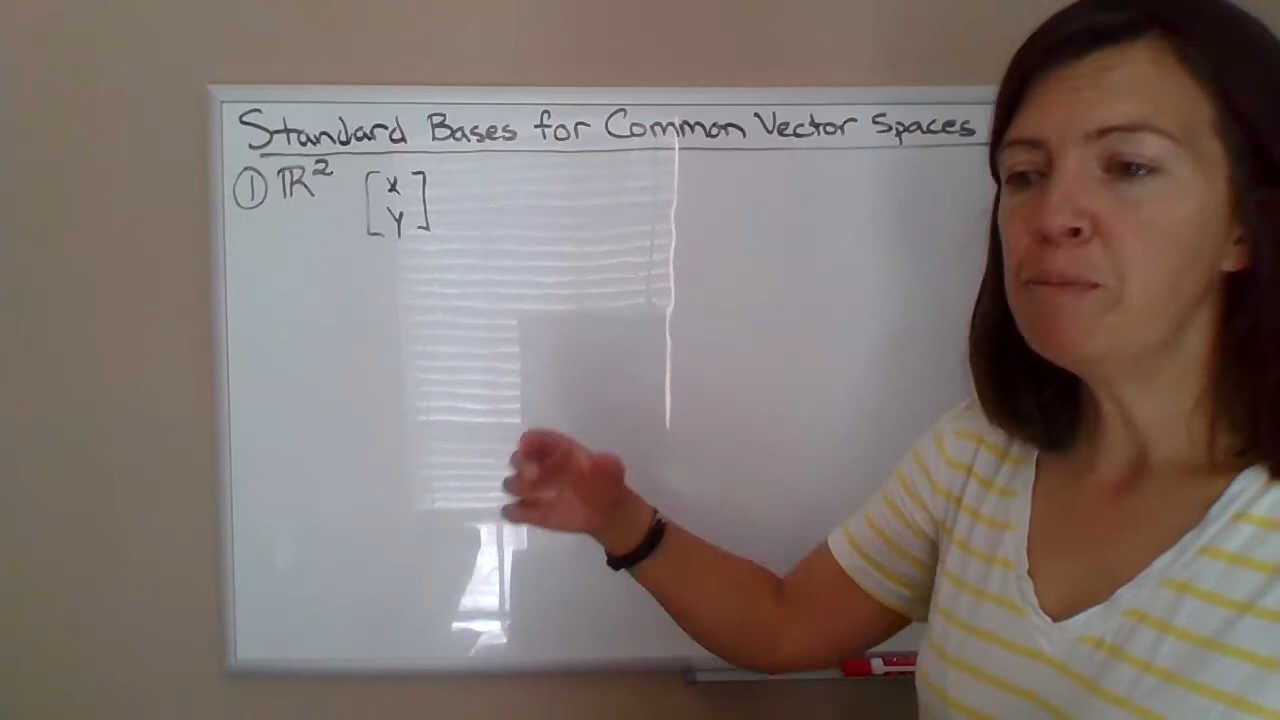 Standard Bases for Common Vector Spaces
① ℝ² [x
y]